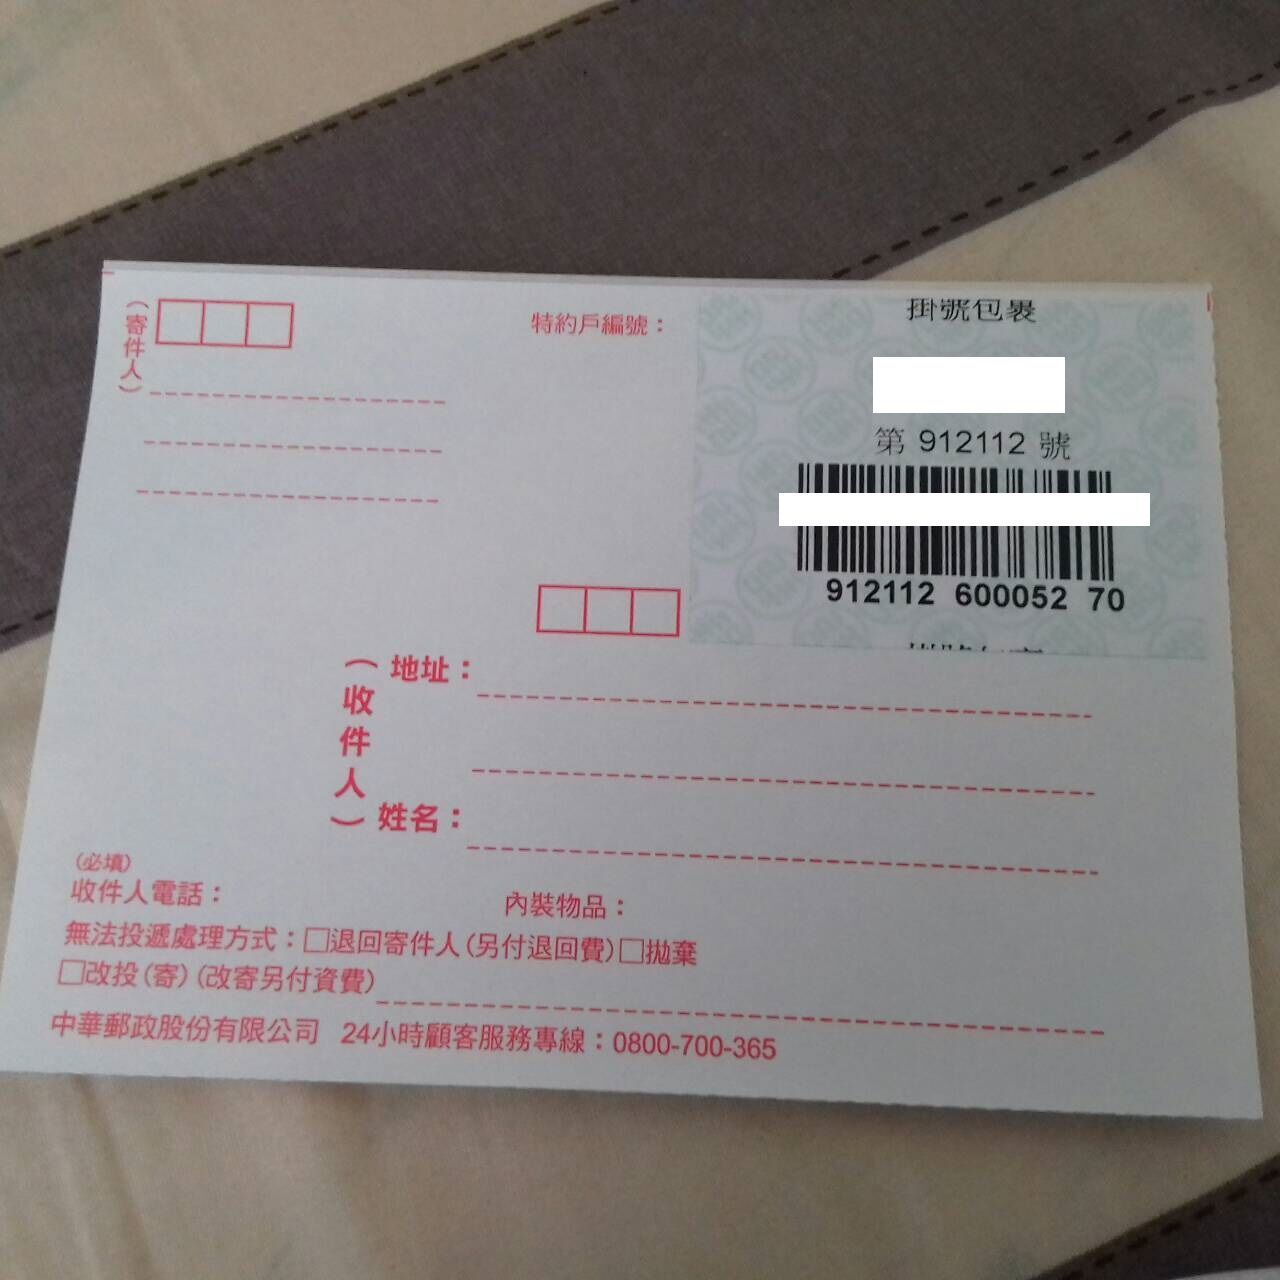 掛號包裹
(寄件人)
特約戶編號：
第 912112 號
912112 600052 70
(收件人)
地址：
姓名：
(必填)
收件人電話：
內裝物品：
無法投遞處理方式：□退回寄件人(另付退回費)□拋棄
□改投(寄)(改寄另付資費)
中華郵政股份有限公司 24小時顧客服務專線：0800-700-365